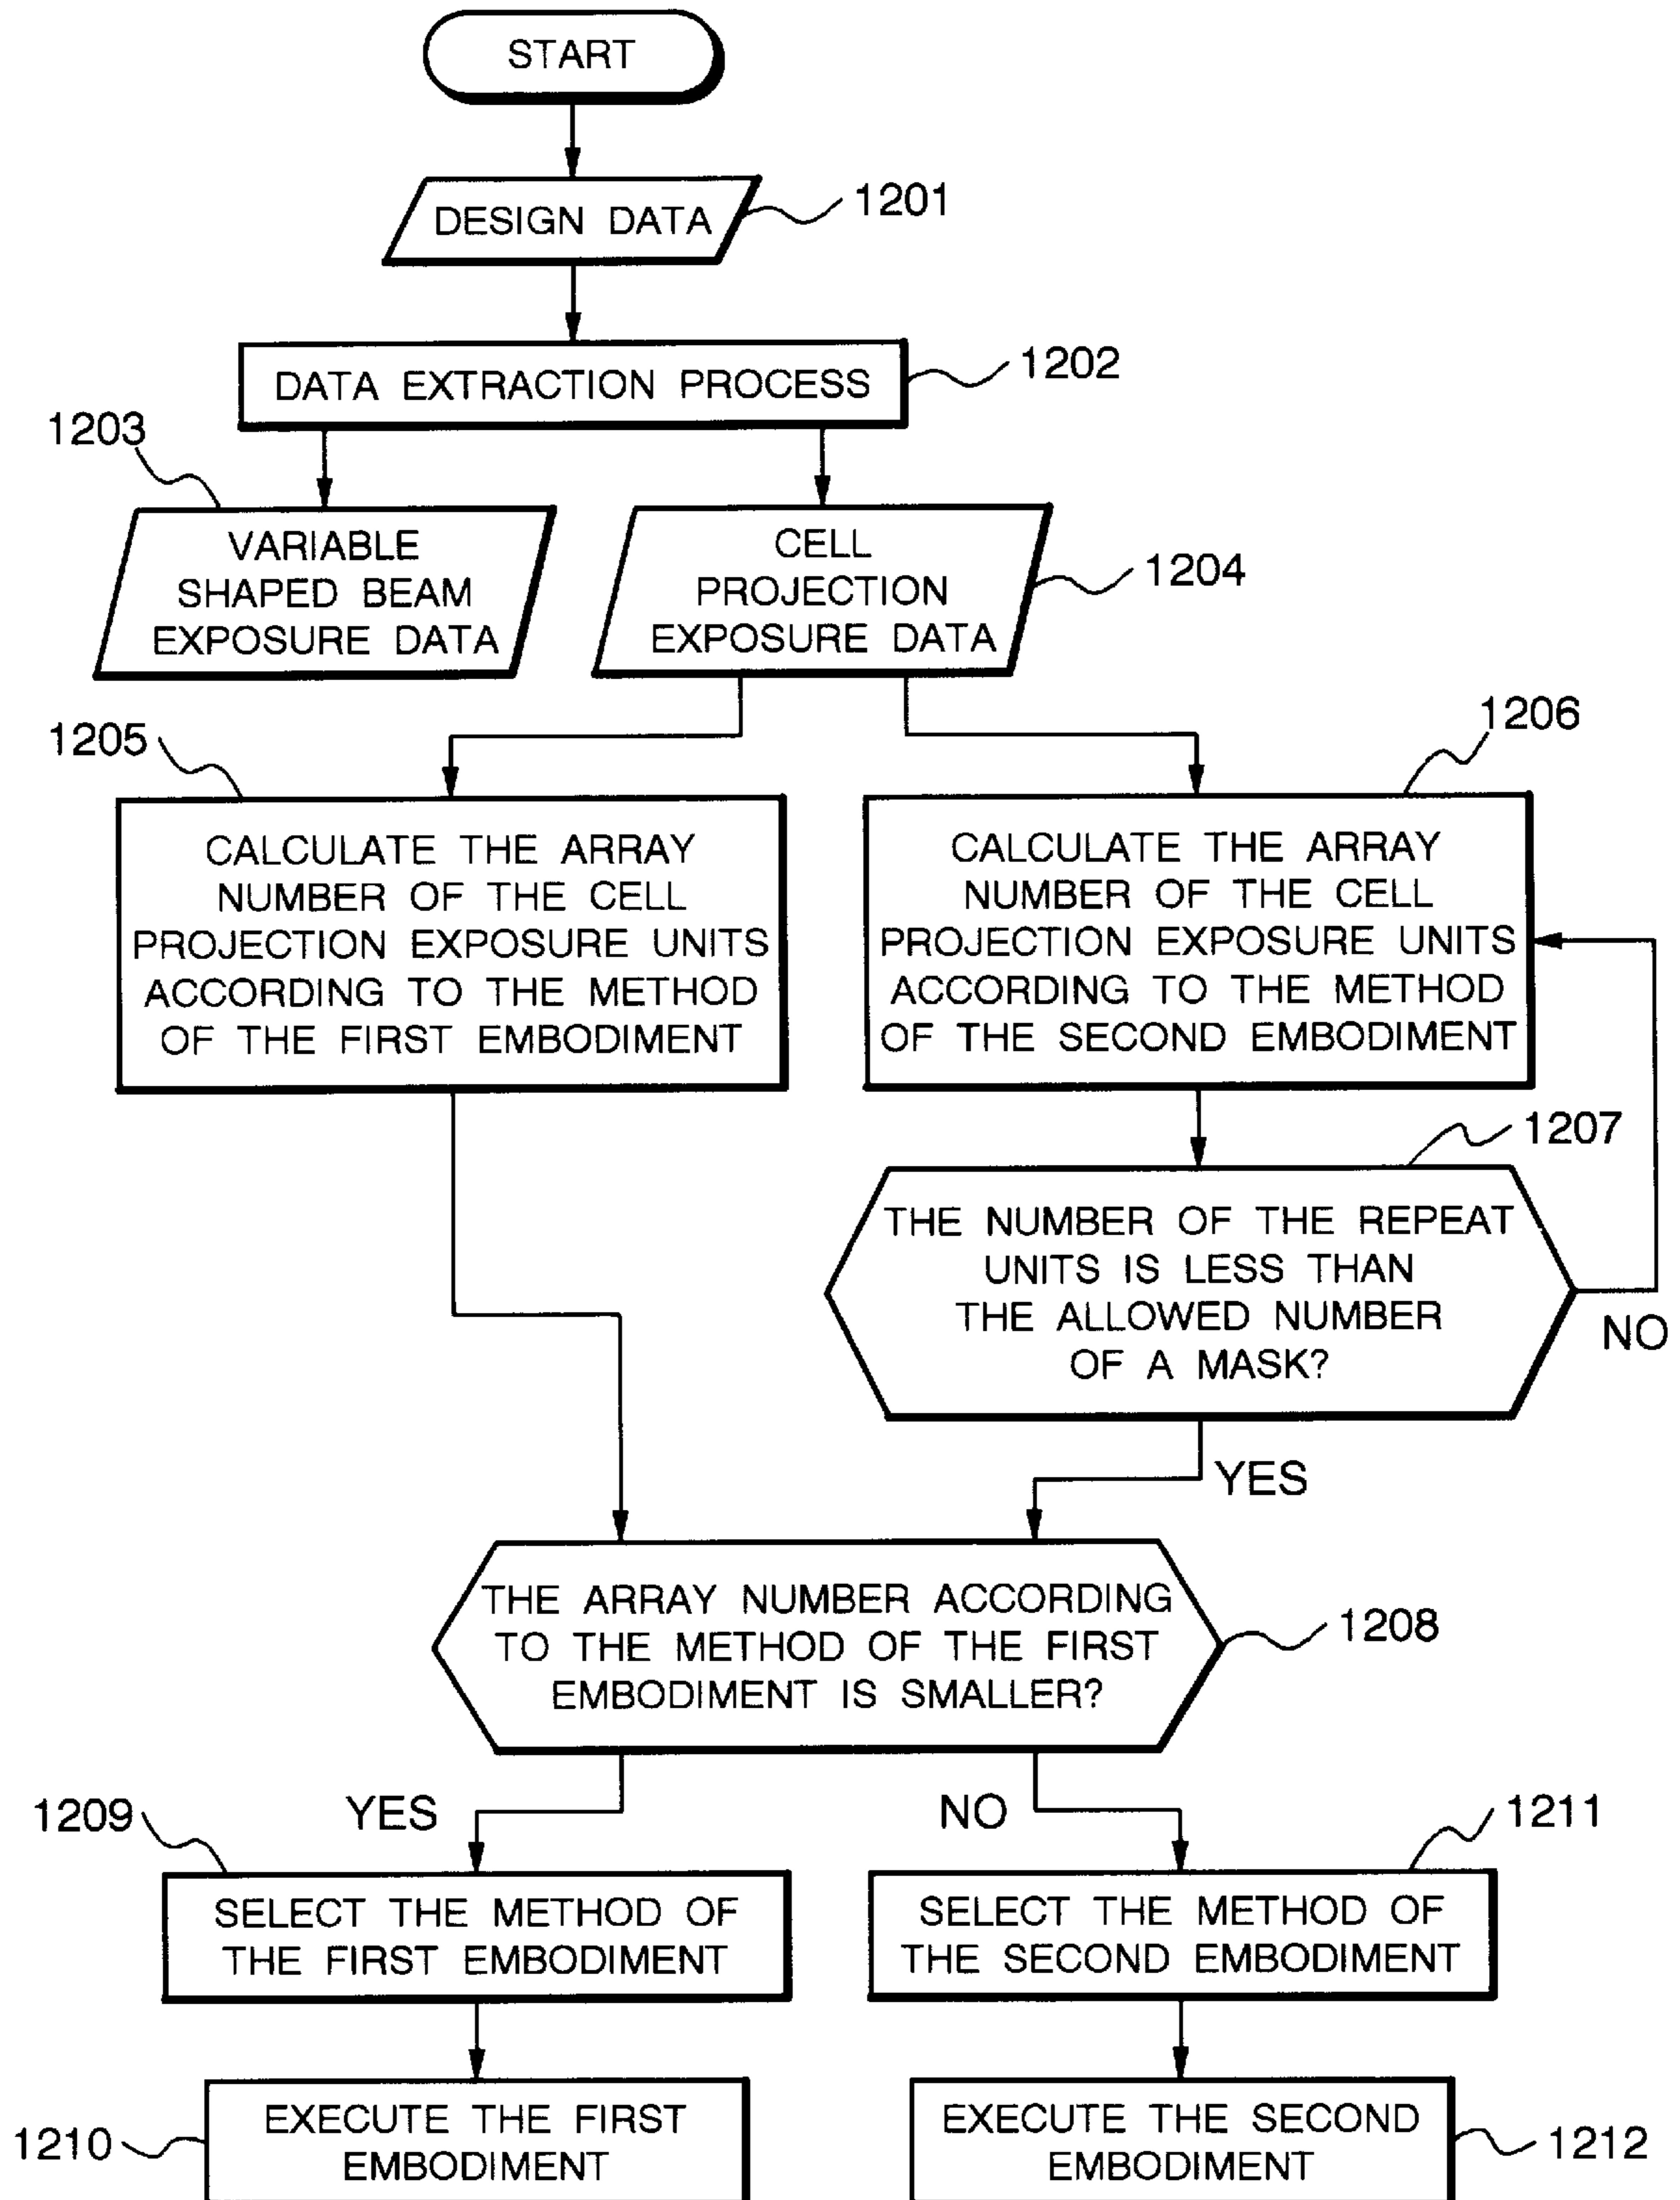 START
DESIGN DATA
1201
DATA EXTRACTION PROCESS
1202
1203
VARIABLE
SHAPED BEAM
EXPOSURE DATA
CELL
PROJECTION
EXPOSURE DATA
1204
1205
CALCULATE THE ARRAY
NUMBER OF THE CELL
PROJECTION EXPOSURE UNITS
ACCORDING TO THE METHOD
OF THE FIRST EMBODIMENT
1206
CALCULATE THE ARRAY
NUMBER OF THE CELL
PROJECTION EXPOSURE UNITS
ACCORDING TO THE METHOD
OF THE SECOND EMBODIMENT
1207
THE NUMBER OF THE REPEAT
UNITS IS LESS THAN
THE ALLOWED NUMBER
OF A MASK?
NO
YES
THE ARRAY NUMBER ACCORDING
TO THE METHOD OF THE FIRST
EMBODIMENT IS SMALLER?
1208
YES
NO
1209
SELECT THE METHOD OF
THE FIRST EMBODIMENT
1211
SELECT THE METHOD OF
THE SECOND EMBODIMENT
1210
EXECUTE THE FIRST
EMBODIMENT
EXECUTE THE SECOND
EMBODIMENT
1212